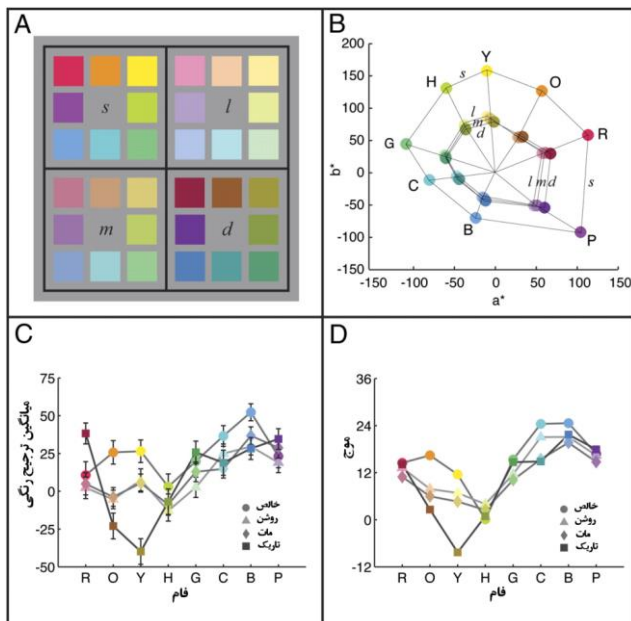 A
s
l
m
d
B
200
150
100
50
0
-50
-100
-150
-150 -100 -50 0 50 100 150
b*
a*
Y
H s O
l
m
d
G R
C l m d s
B
P
C
میانگین ترجیح رنگی
75
50
25
0
-25
-50
خالص
روشن
مات
تاریک
R O Y H G C B P
فام
D
موج
36
24
12
0
-12
خالص
روشن
مات
تاریک
R O Y H G C B P
فام